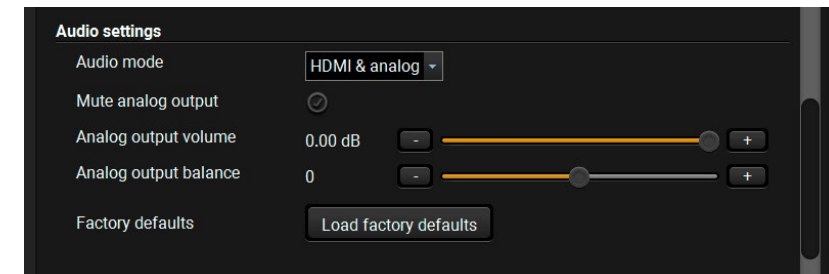 Audio settings
Audio mode HDMI & analog
Mute analog output
Analog output volume 0.00 dB - +
Analog output balance 0 - +
Factory defaults Load factory defaults